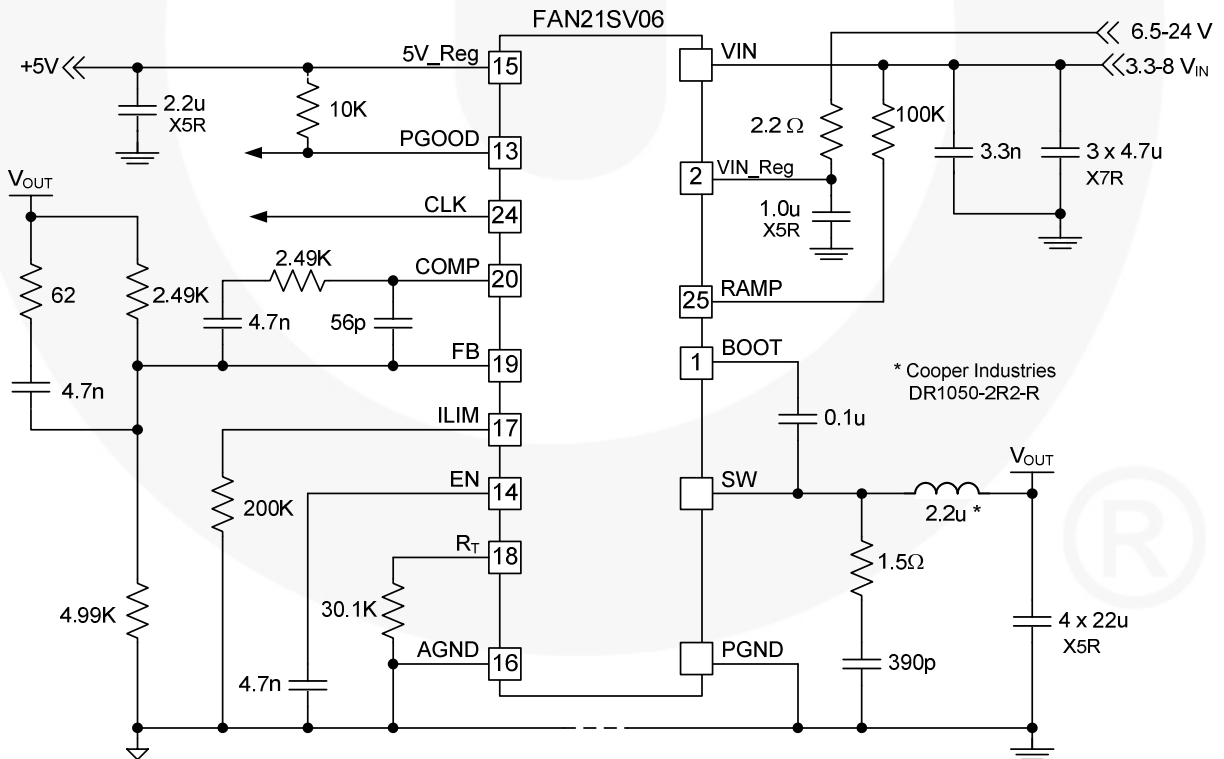 FAN21SV06
6.5-24 V
+5V
5V_Reg
15
VIN
3.3-8 VIN
2.2u
X5R
10K
2.2 Ω
100K
3.3n
3 x 4.7u
X7R
PGOOD
13
2
VIN_Reg
VOUT
CLK
24
1.0u
X5R
62
2.49K
2.49K
COMP
20
25
RAMP
4.7n
56p
4.7n
FB
19
1
BOOT
* Cooper Industries
DR1050-2R2-R
0.1u
ILIM
17
200K
EN
14
SW
VOUT
2.2u *
RT
18
1.5Ω
4.99K
30.1K
4 x 22u
X5R
AGND
16
PGND
390p
4.7n
®